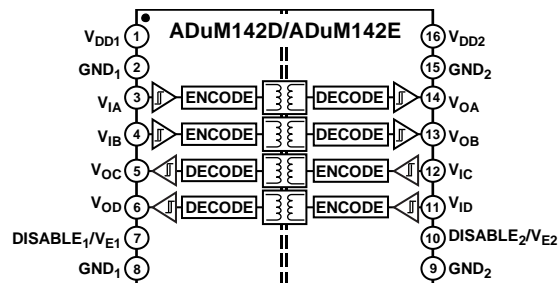 ADuM142D/ADuM142E
VDD1 1 16 VDD2
GND1 2 15 GND2
VIA 3 ENCODE DECODE 14 VOA
VIB 4 ENCODE DECODE 13 VOB
VOC 5 DECODE ENCODE 12 VIC
VOD 6 DECODE ENCODE 11 VID
DISABLE1/VE1 7 10 DISABLE2/VE2
GND1 8 9 GND2